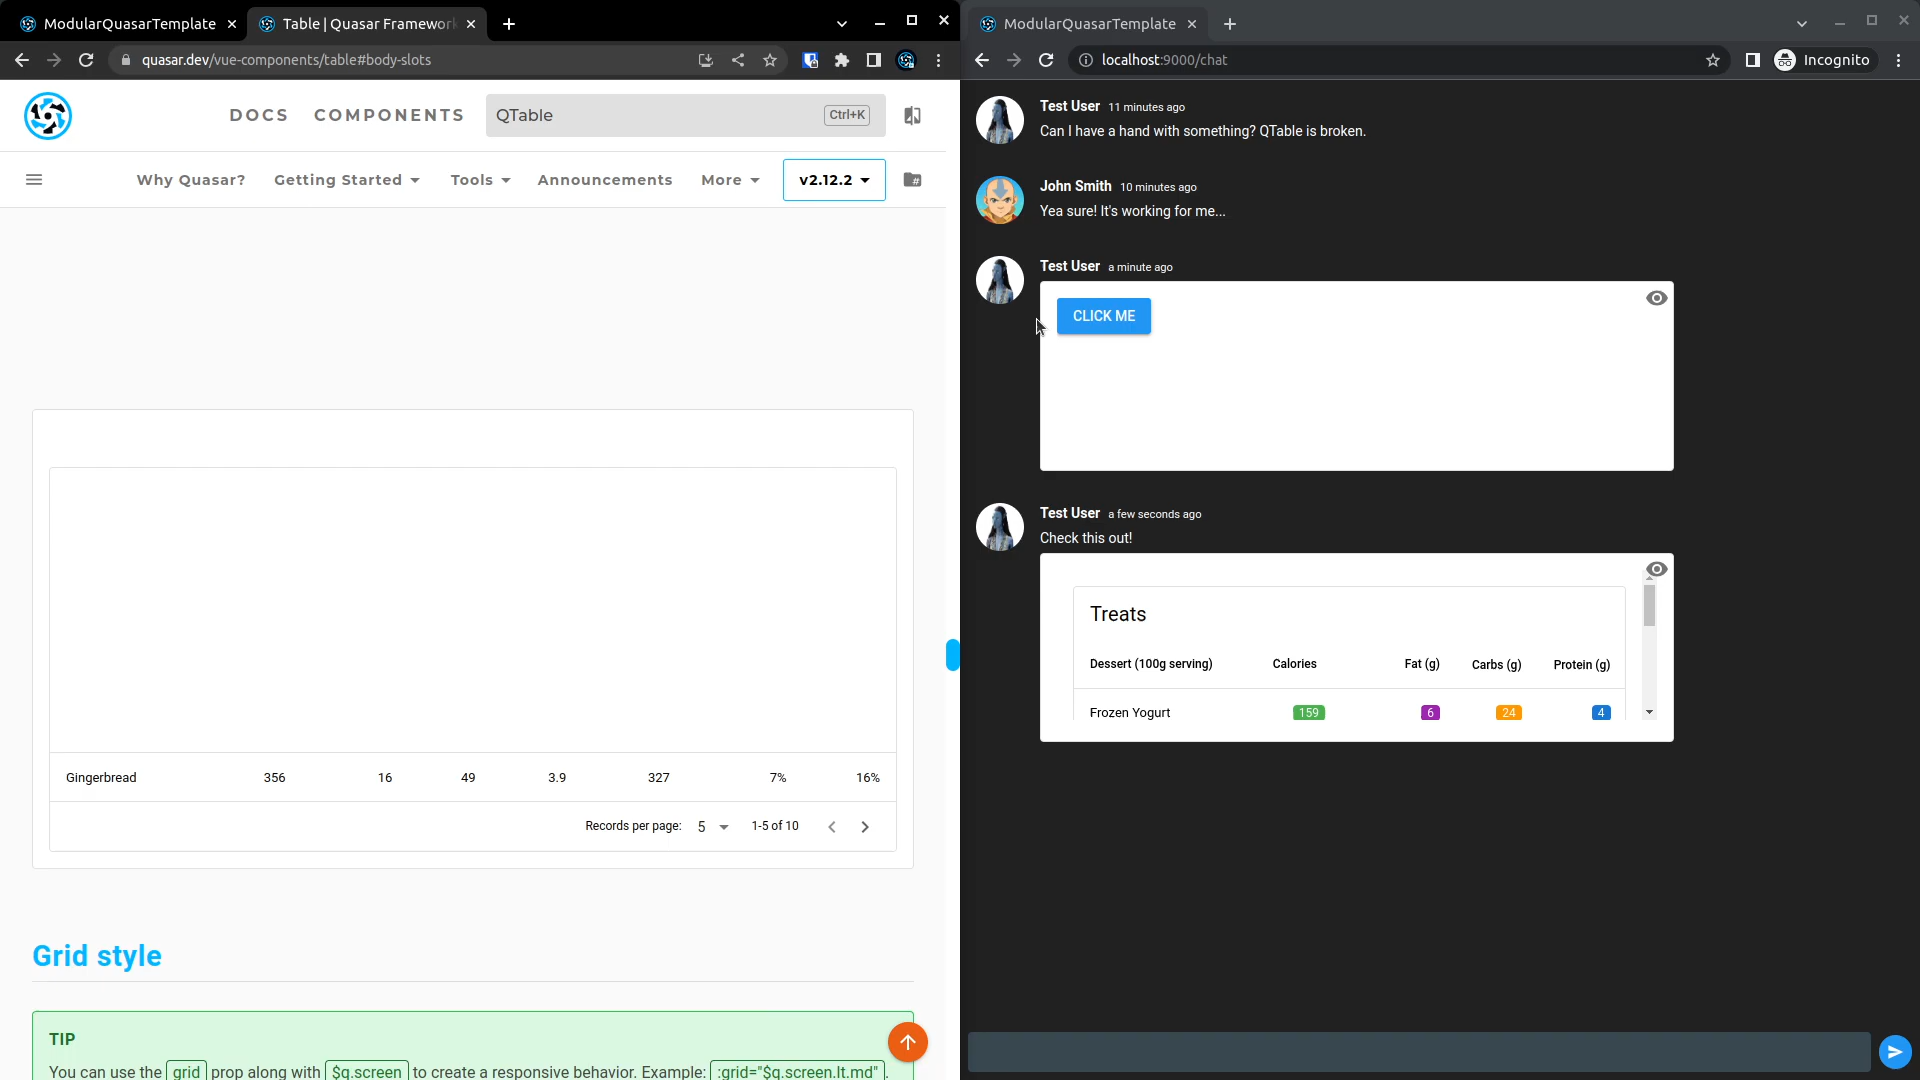 ModularQuasarTemplate
Table | Quasar Framework
quasar.dev/vue-components/table#body-slots
DOCS
COMPONENTS
QTable
Ctrl+K
Why Quasar?
Getting Started
Tools
Announcements
More
v2.12.2
Gingerbread 356 16 49 3.9 327 7% 16%
Records per page: 5 1-5 of 10
Grid style
TIP
You can use the grid prop along with $q.screen to create a responsive behavior. Example: :grid="$q.screen.lt.md".
ModularQuasarTemplate
localhost:9000/chat
Incognito
Test User 11 minutes ago
Can I have a hand with something? QTable is broken.
John Smith 10 minutes ago
Yea sure! It's working for me...
Test User a minute ago
CLICK ME
Test User a few seconds ago
Check this out!
Treats
Dessert (100g serving) Calories Fat (g) Carbs (g) Protein (g)
Frozen Yogurt 159 6 24 4